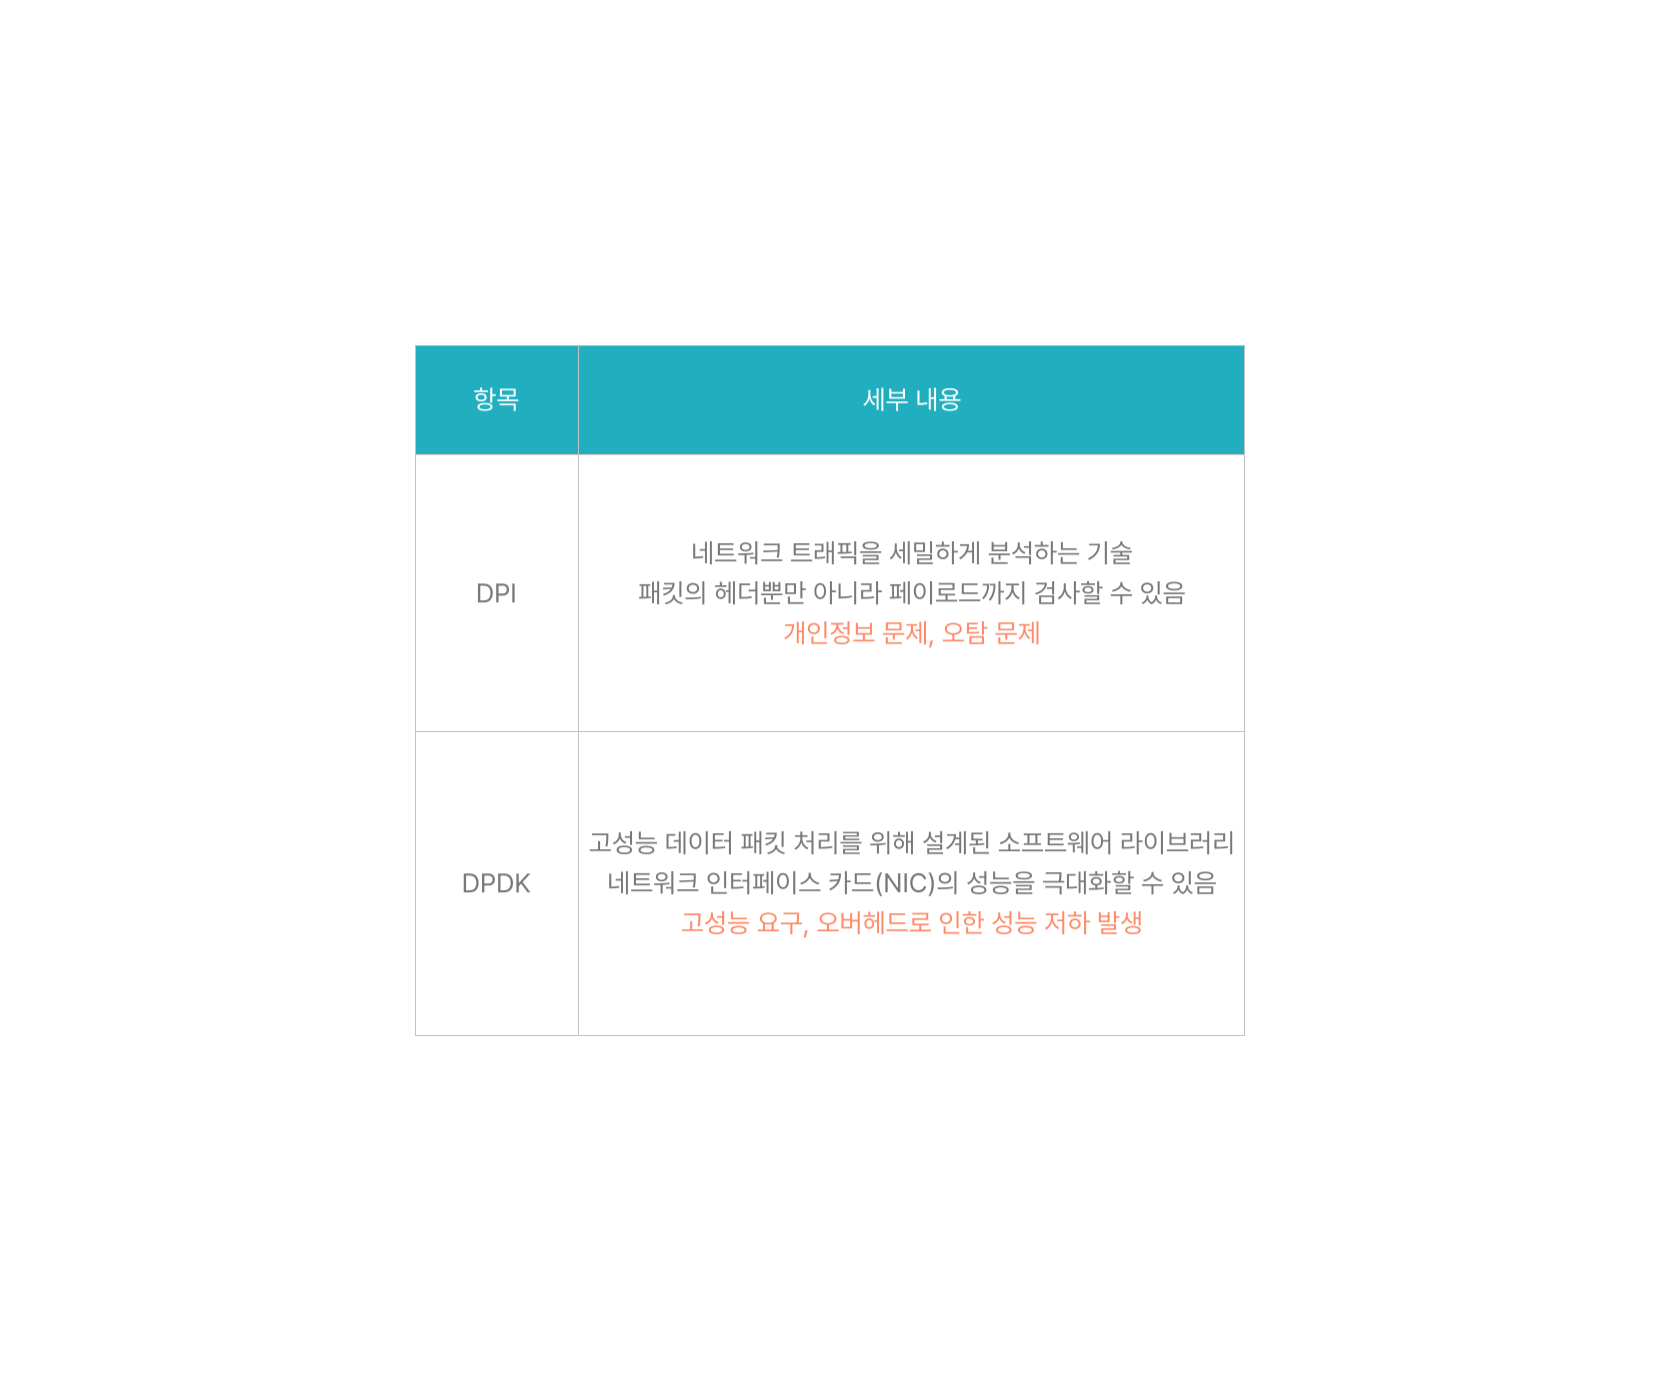 항목
세부 내용
DPI
네트워크 트래픽을 세밀하게 분석하는 기술
패킷의 헤더뿐만 아니라 페이로드까지 검사할 수 있음
개인정보 문제, 오탐 문제
DPDK
고성능 데이터 패킷 처리를 위해 설계된 소프트웨어 라이브러리
네트워크 인터페이스 카드(NIC)의 성능을 극대화할 수 있음
고성능 요구, 오버헤드로 인한 성능 저하 발생